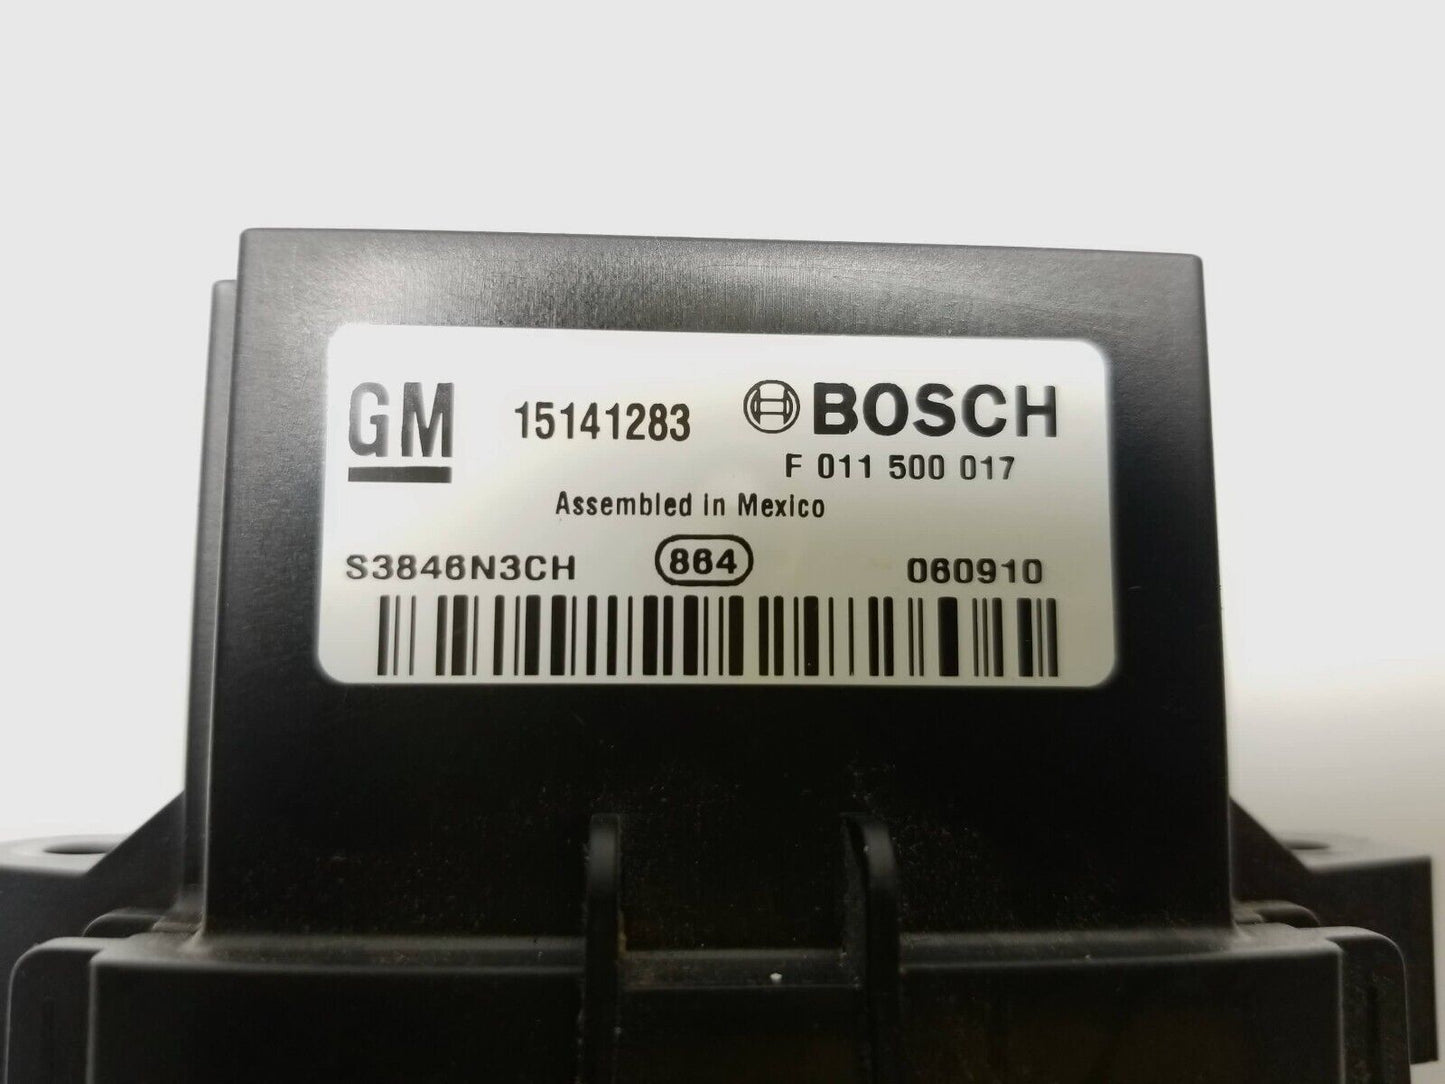 GM 15141283 BOSCH
F 011 500 017
Assembled in Mexico
S3846N3CH 864 060910